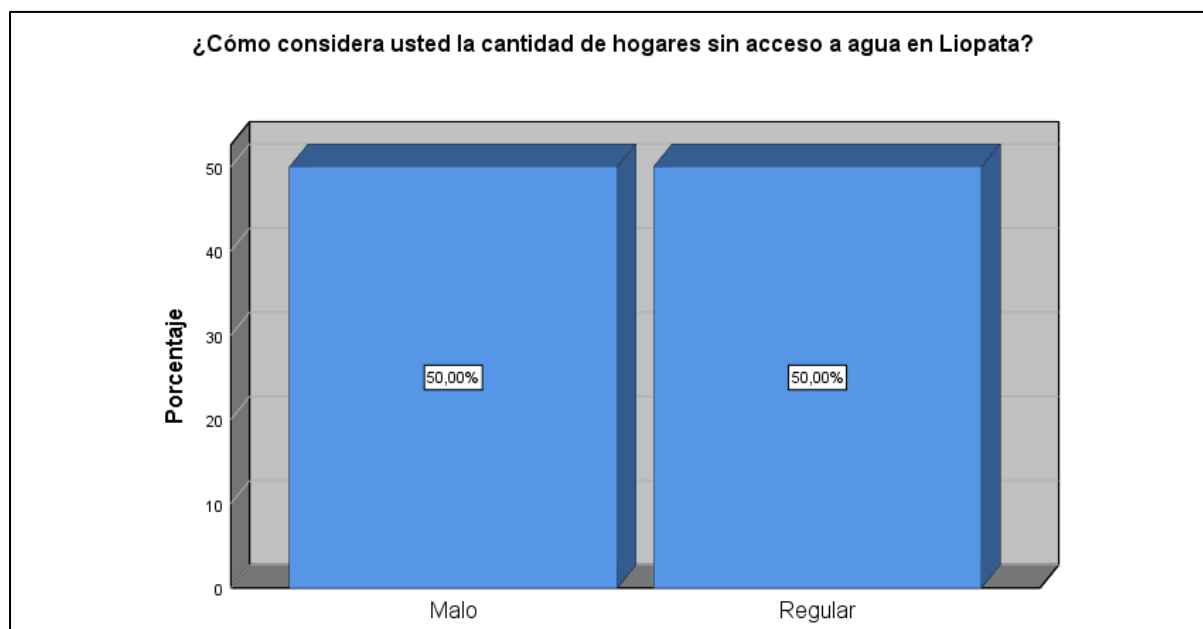 ¿Cómo considera usted la cantidad de hogares sin acceso a agua en Liopata?
Porcentaje
50
40
30
20
10
0
50,00%
50,00%
Malo
Regular